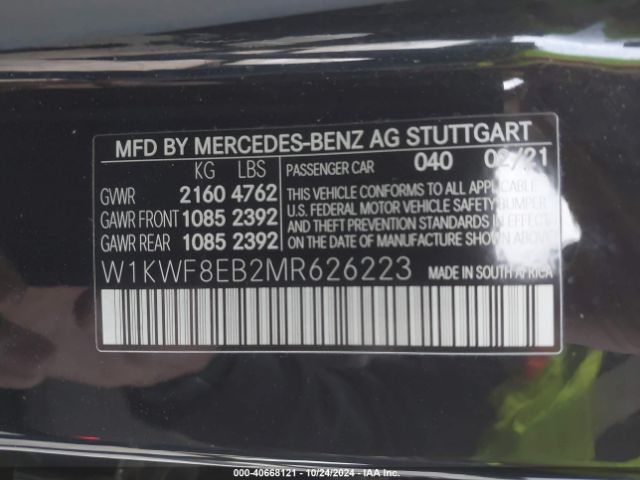 MFD BY MERCEDES-BENZ AG STUTTGART
KG LBS
GVWR 2160 4762
GAWR FRONT 1085 2392
GAWR REAR 1085 2392
PASSENGER CAR 040 02/21
THIS VEHICLE CONFORMS TO ALL APPLICABLE
U.S. FEDERAL MOTOR VEHICLE SAFETY BUMPER,
AND THEFT PREVENTION STANDARDS IN EFFECT
ON THE DATE OF MANUFACTURE SHOWN ABOVE.
W1KWF8EB2MR626223 MADE IN SOUTH AFRICA
000-40668121 - 10/24/2024 - IAA Inc.